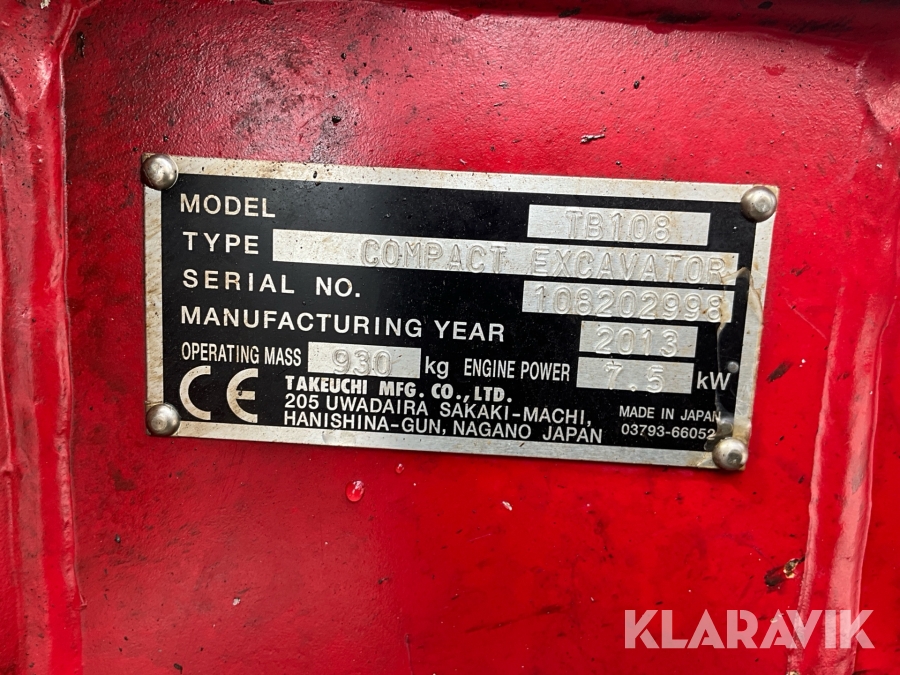 MODEL TB108
TYPE COMPACT EXCAVATOR
SERIAL NO. 108202998
MANUFACTURING YEAR 2013
OPERATING MASS 930 kg ENGINE POWER 7.5 kW
CE TAKEUCHI MFG. CO., LTD.
205 UWADAIRA SAKAKI-MACHI,
HANISHINA-GUN, NAGANO JAPAN
MADE IN JAPAN
03793-66052
KLARAVIK